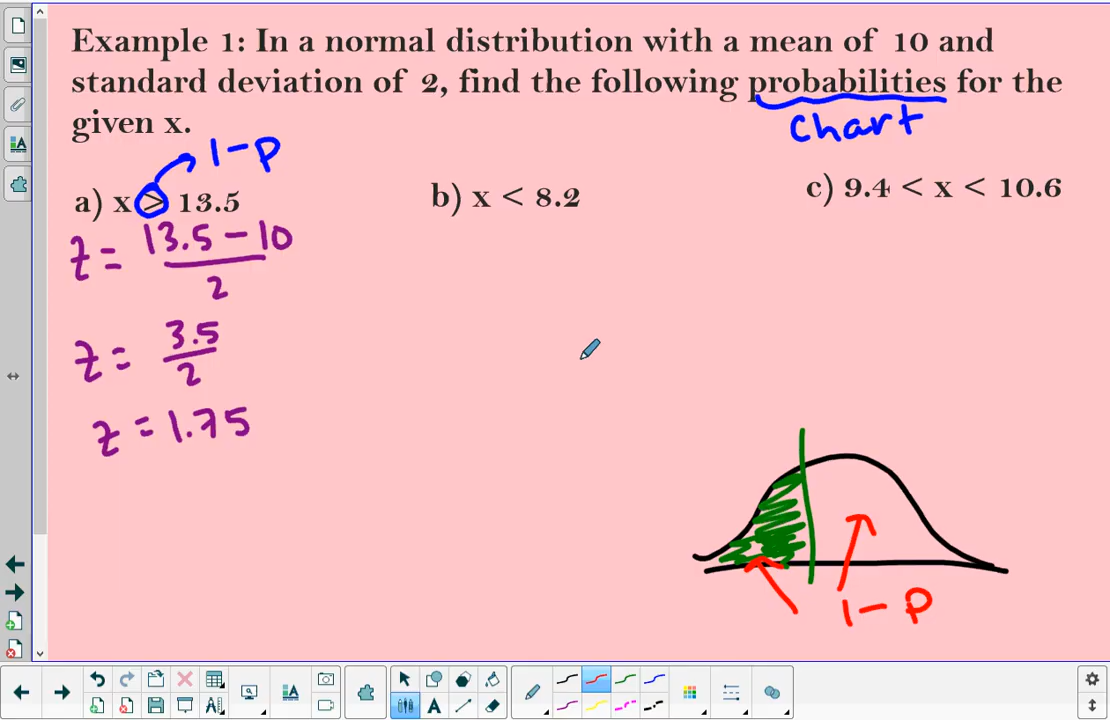 Example 1: In a normal distribution with a mean of 10 and
standard deviation of 2, find the following probabilities for the
given x.
chart
1-p
a) x > 13.5
b) x < 8.2
c) 9.4 < x < 10.6
z = 13.5 - 10
2
z = 3.5
2
z = 1.75
1 - p